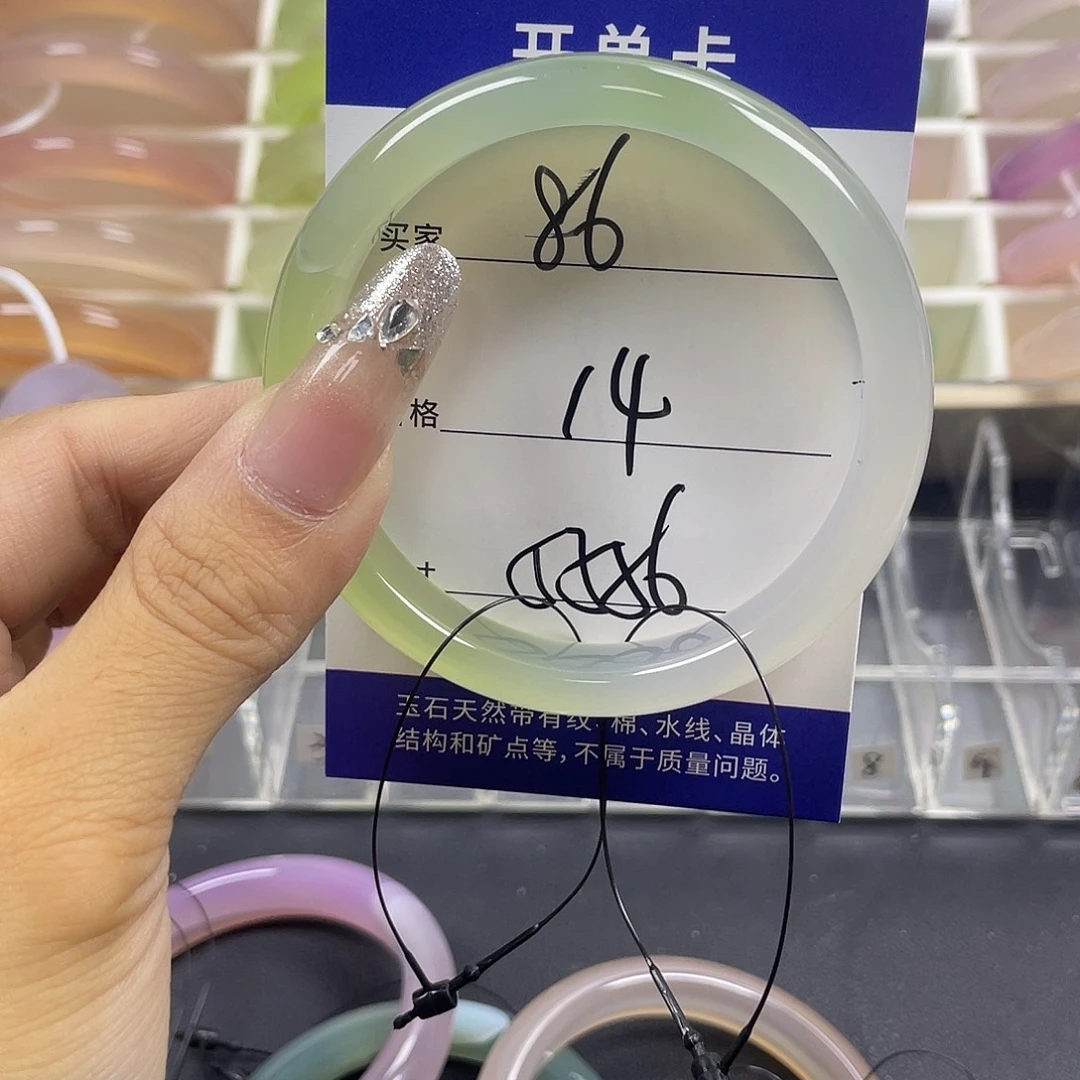 开单卡
买家 86
格 14
寸
玉石天然带有纹、棉、水线、晶体
结构和矿点等,不属于质量问题。
8